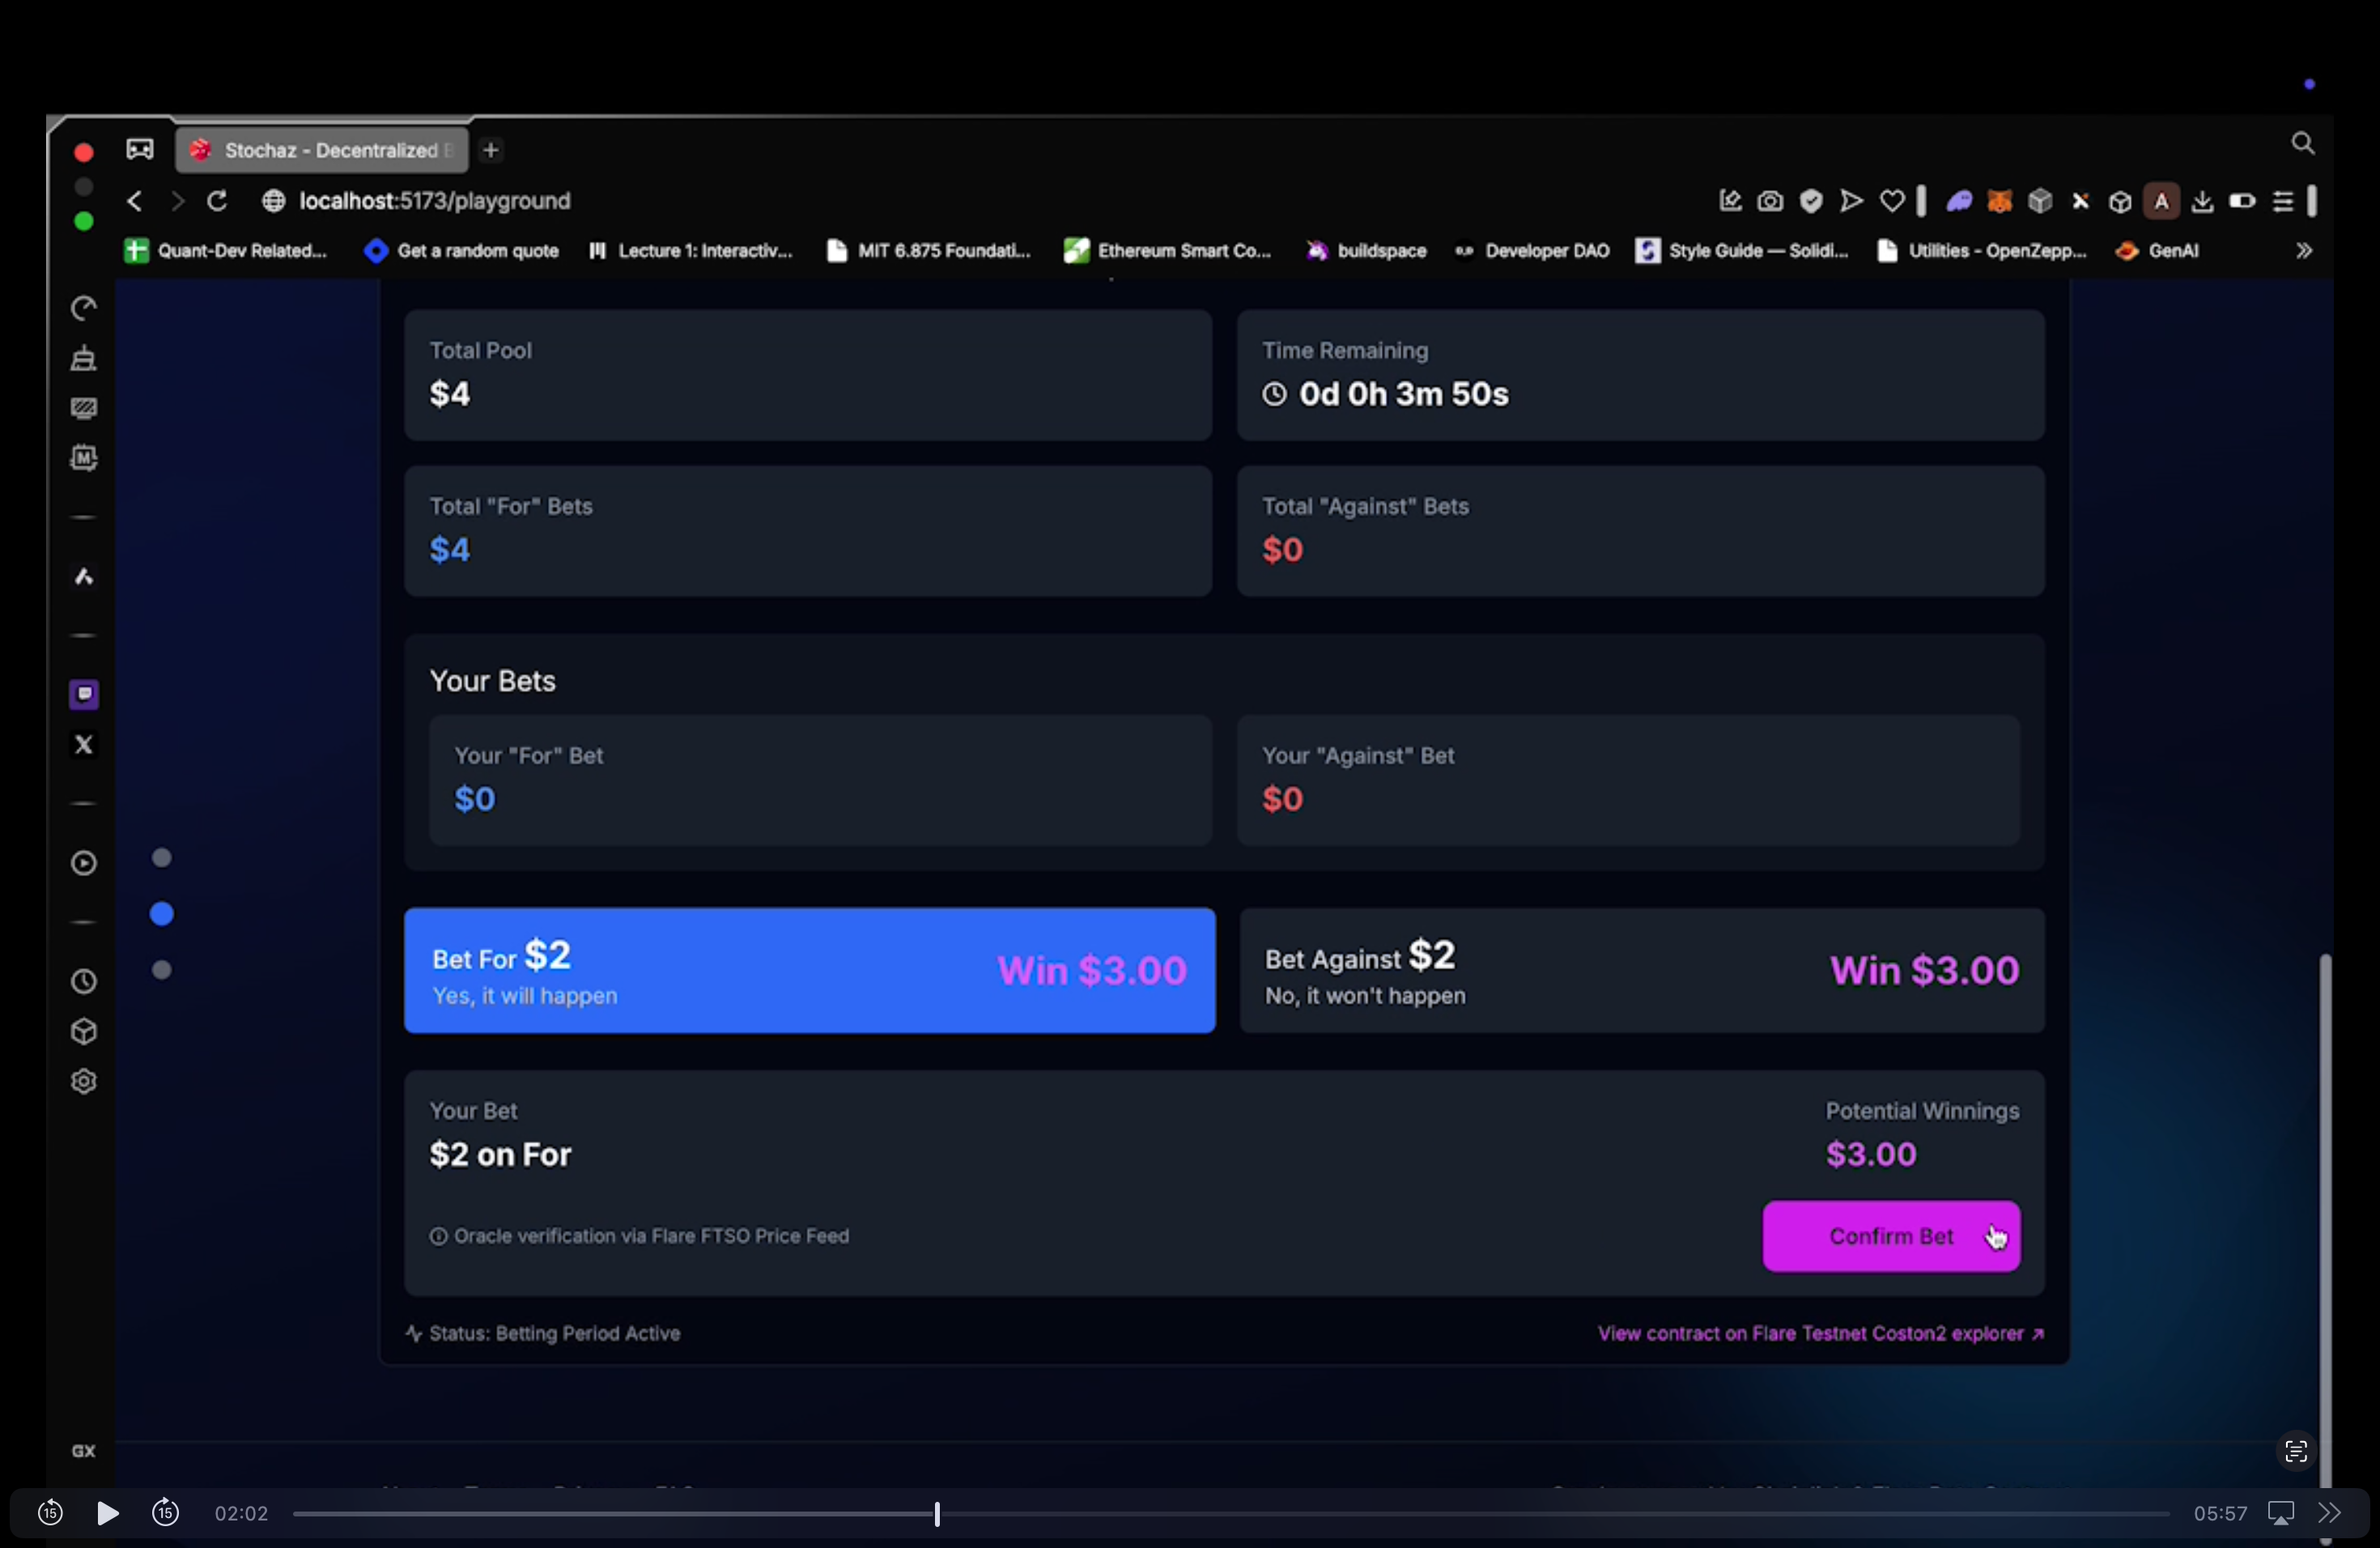 Stochaz - Decentralized B
localhost:5173/playground
A
Quant-Dev Related...
Get a random quote
Lecture 1: Interactiv...
MIT 6.875 Foundati...
Ethereum Smart Co...
buildspace
Developer DAO
Style Guide — Solidi...
Utilities - OpenZepp...
GenAI
Total Pool
$4
Time Remaining
0d 0h 3m 50s
Total "For" Bets
$4
Total "Against" Bets
$0
Your Bets
Your "For" Bet
$0
Your "Against" Bet
$0
Bet For $2
Yes, it will happen
Win $3.00
Bet Against $2
No, it won't happen
Win $3.00
Your Bet
$2 on For
Potential Winnings
$3.00
Oracle verification via Flare FTSO Price Feed
Confirm Bet
Status: Betting Period Active
View contract on Flare Testnet Coston2 explorer
GX
15
15
02:02
05:57